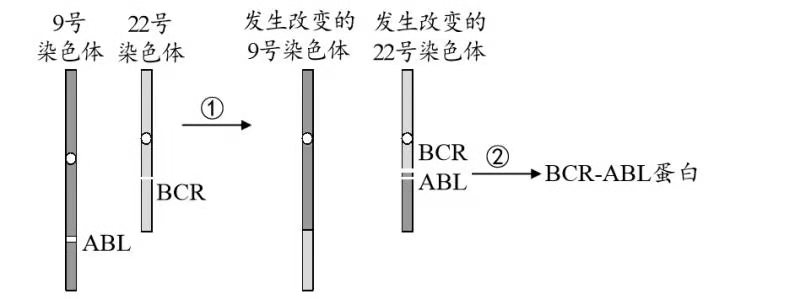 9号
染色体
22号
染色体
发生改变的
9号染色体
发生改变的
22号染色体
①
BCR
ABL
BCR
ABL
②
BCR-ABL蛋白